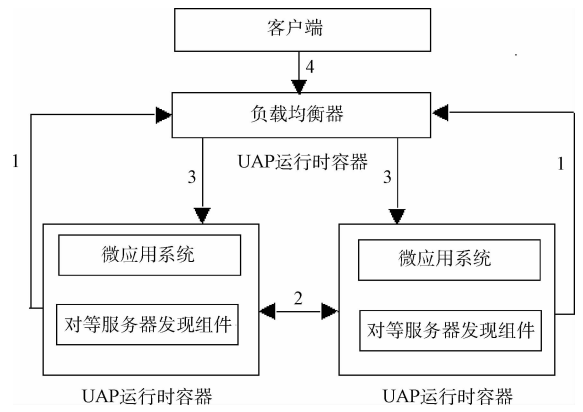 客户端
4
负载均衡器
1
3
UAP运行时容器
3
1
微应用系统
微应用系统
对等服务器发现组件
2
对等服务器发现组件
UAP运行时容器
UAP运行时容器